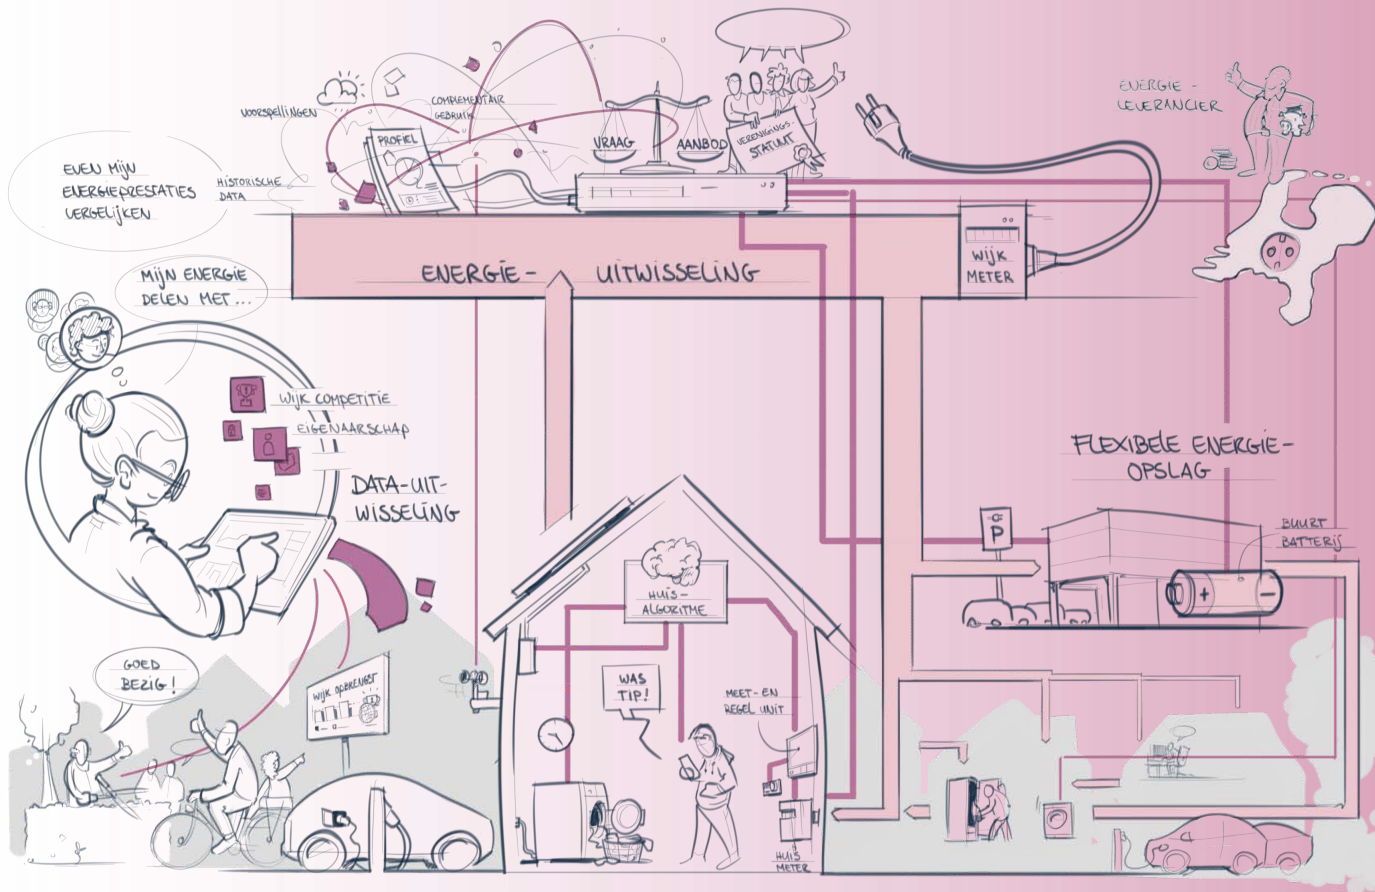 ENERGIE-
LEVERANCIER
VOORSPELLINGEN
COMPLEMENTAIR
GEBRUIK
PROFIEL
VRAAG
AANBOD
VERENIGINGS-
STATUUT
EVEN MIJN
ENERGIEPRESTATIES
VERGELIJKEN
HISTORISCHE
DATA
WIJK
METER
ENERGIE- UITWISSELING
MIJN ENERGIE
DELEN MET...
WIJK COMPETITIE
EIGENAARSCHAP
DATA-UIT-
WISSELING
FLEXIBELE ENERGIE-
OPSLAG
P
BUURT
BATTERIJ
+ -
HUIS-
ALGORITME
GOED
BEZIG!
WIJK OPBRENGST
WAS
TIP!
MEET- EN
REGEL UNIT
HUIS
METER